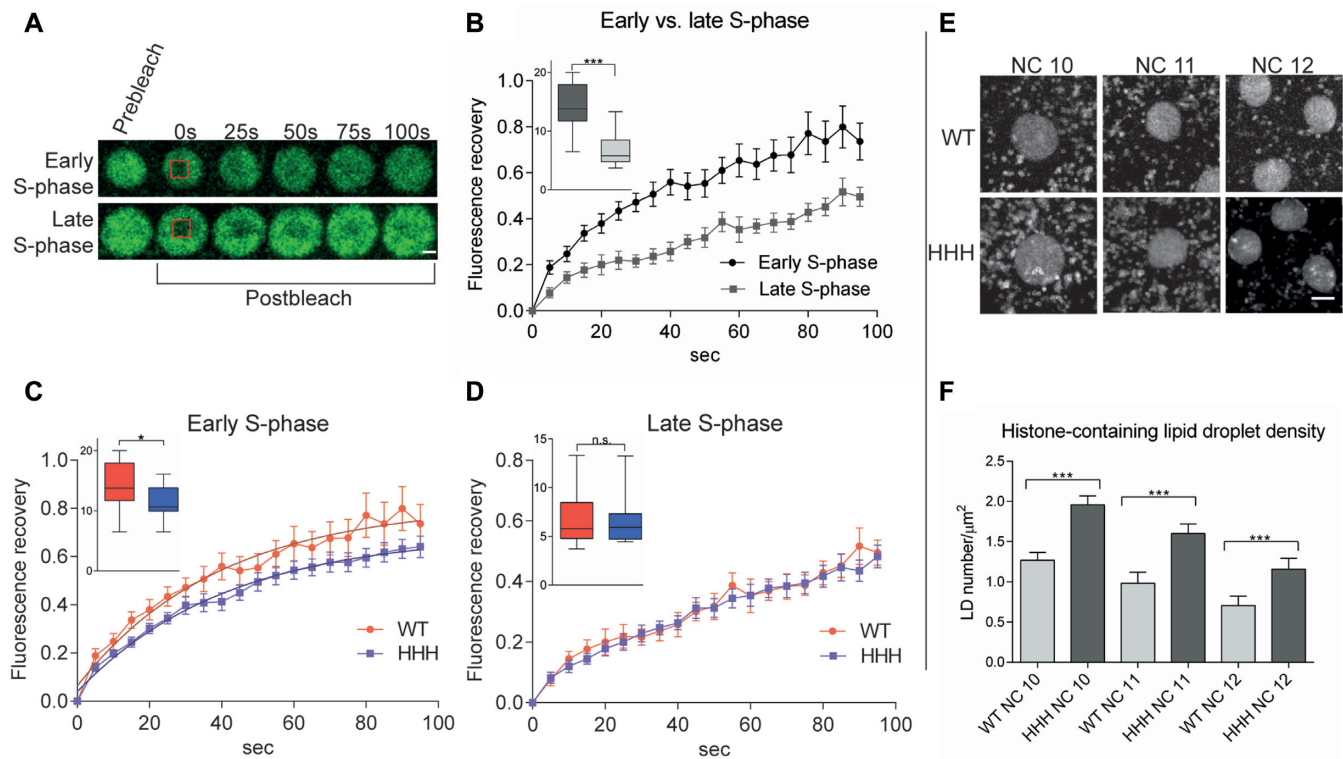 A
Prebleach
0s 25s 50s 75s 100s
Early
S-phase
Late
S-phase
Postbleach
B
Early vs. late S-phase
Fluorescence recovery
1.0
0.8
0.6
0.4
0.2
0.0
20
10
0
***
Early S-phase
Late S-phase
0 20 40 60 80 100
sec
C
Early S-phase
Fluorescence recovery
1.0
0.8
0.6
0.4
0.2
0.0
20
10
0
*
WT
HHH
0 20 40 60 80 100
sec
D
Late S-phase
Fluorescence recovery
0.8
0.6
0.4
0.2
0.0
15
10
5
0
n.s.
WT
HHH
0 20 40 60 80 100
sec
E
NC 10 NC 11 NC 12
WT
HHH
F
Histone-containing lipid droplet density
LD number/µm²
2.5
2.0
1.5
1.0
0.5
0.0
***
***
***
WT NC 10
HHH NC 10
WT NC 11
HHH NC 11
WT NC 12
HHH NC 12